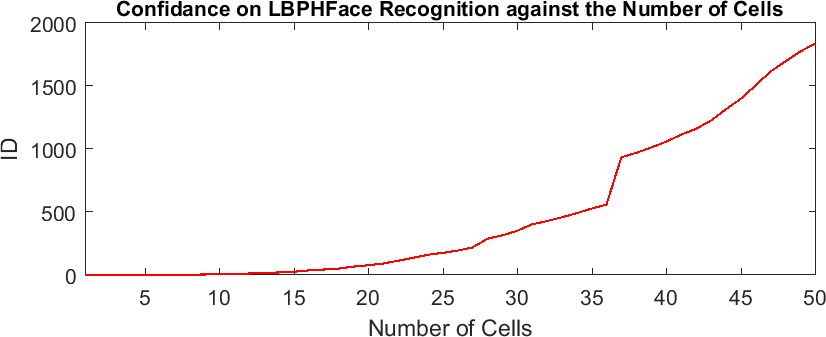 Confidance on LBPHFace Recognition against the Number of Cells
2000
1500
1000
500
0
ID
5 10 15 20 25 30 35 40 45 50
Number of Cells